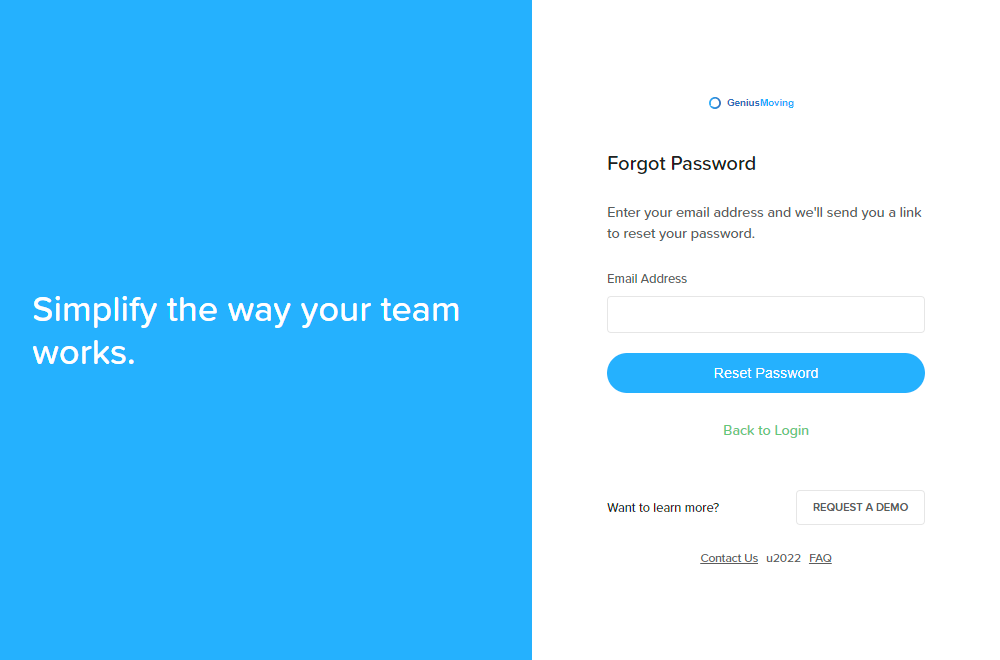 Simplify the way your team
works.
GeniusMoving
Forgot Password
Enter your email address and we'll send you a link
to reset your password.
Email Address
Reset Password
Back to Login
Want to learn more?
REQUEST A DEMO
Contact Us u2022 FAQ